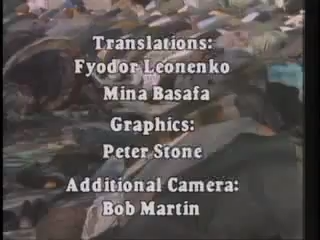 Translations:
Fyodor Leonenko
Mina Basafa
Graphics:
Peter Stone
Additional Camera:
Bob Martin